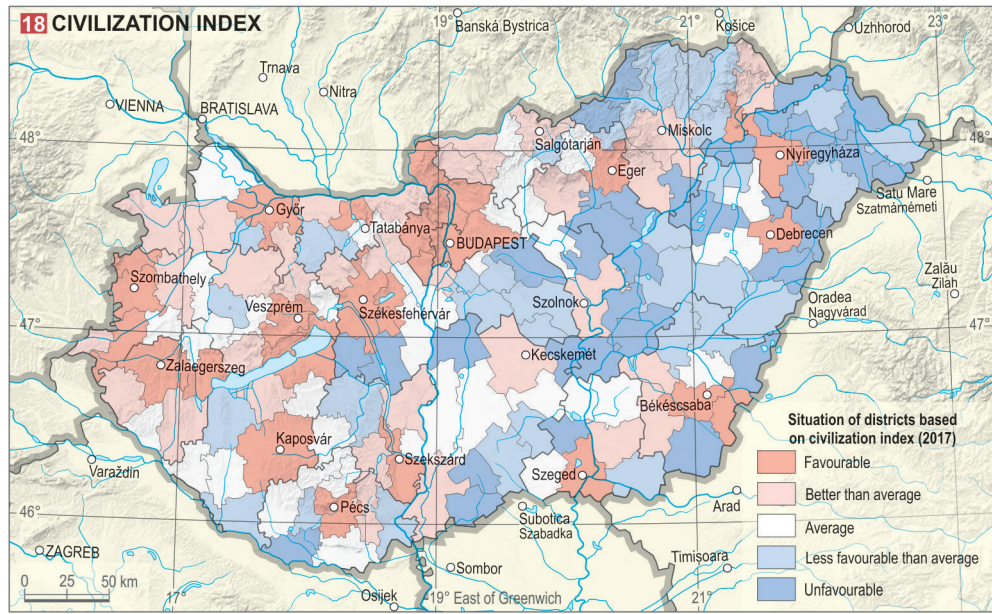 18 CIVILIZATION INDEX
19°
21°
23°
Banská Bystrica
Košice
Uzhhorod
Trnava
Nitra
VIENNA
BRATISLAVA
48°
48°
Salgótarján
Miskolc
Eger
Nyíregyháza
Satu Mare
Szatmárnémeti
Győr
Tatabánya
BUDAPEST
Debrecen
Szombathely
Veszprém
Székesfehérvár
Szolnok
Zalău
Zilah
Oradea
Nagyvárad
47°
47°
Zalaegerszeg
Kecskemét
Békéscsaba
Kaposvár
Szekszárd
Szeged
Varaždin
Pécs
46°
Subotica
Szabadka
Arad
ZAGREB
Sombor
Timişoara
Osijek
17°
19° East of Greenwich
21°
0 25 50 km
Situation of districts based
on civilization index (2017)
Favourable
Better than average
Average
Less favourable than average
Unfavourable